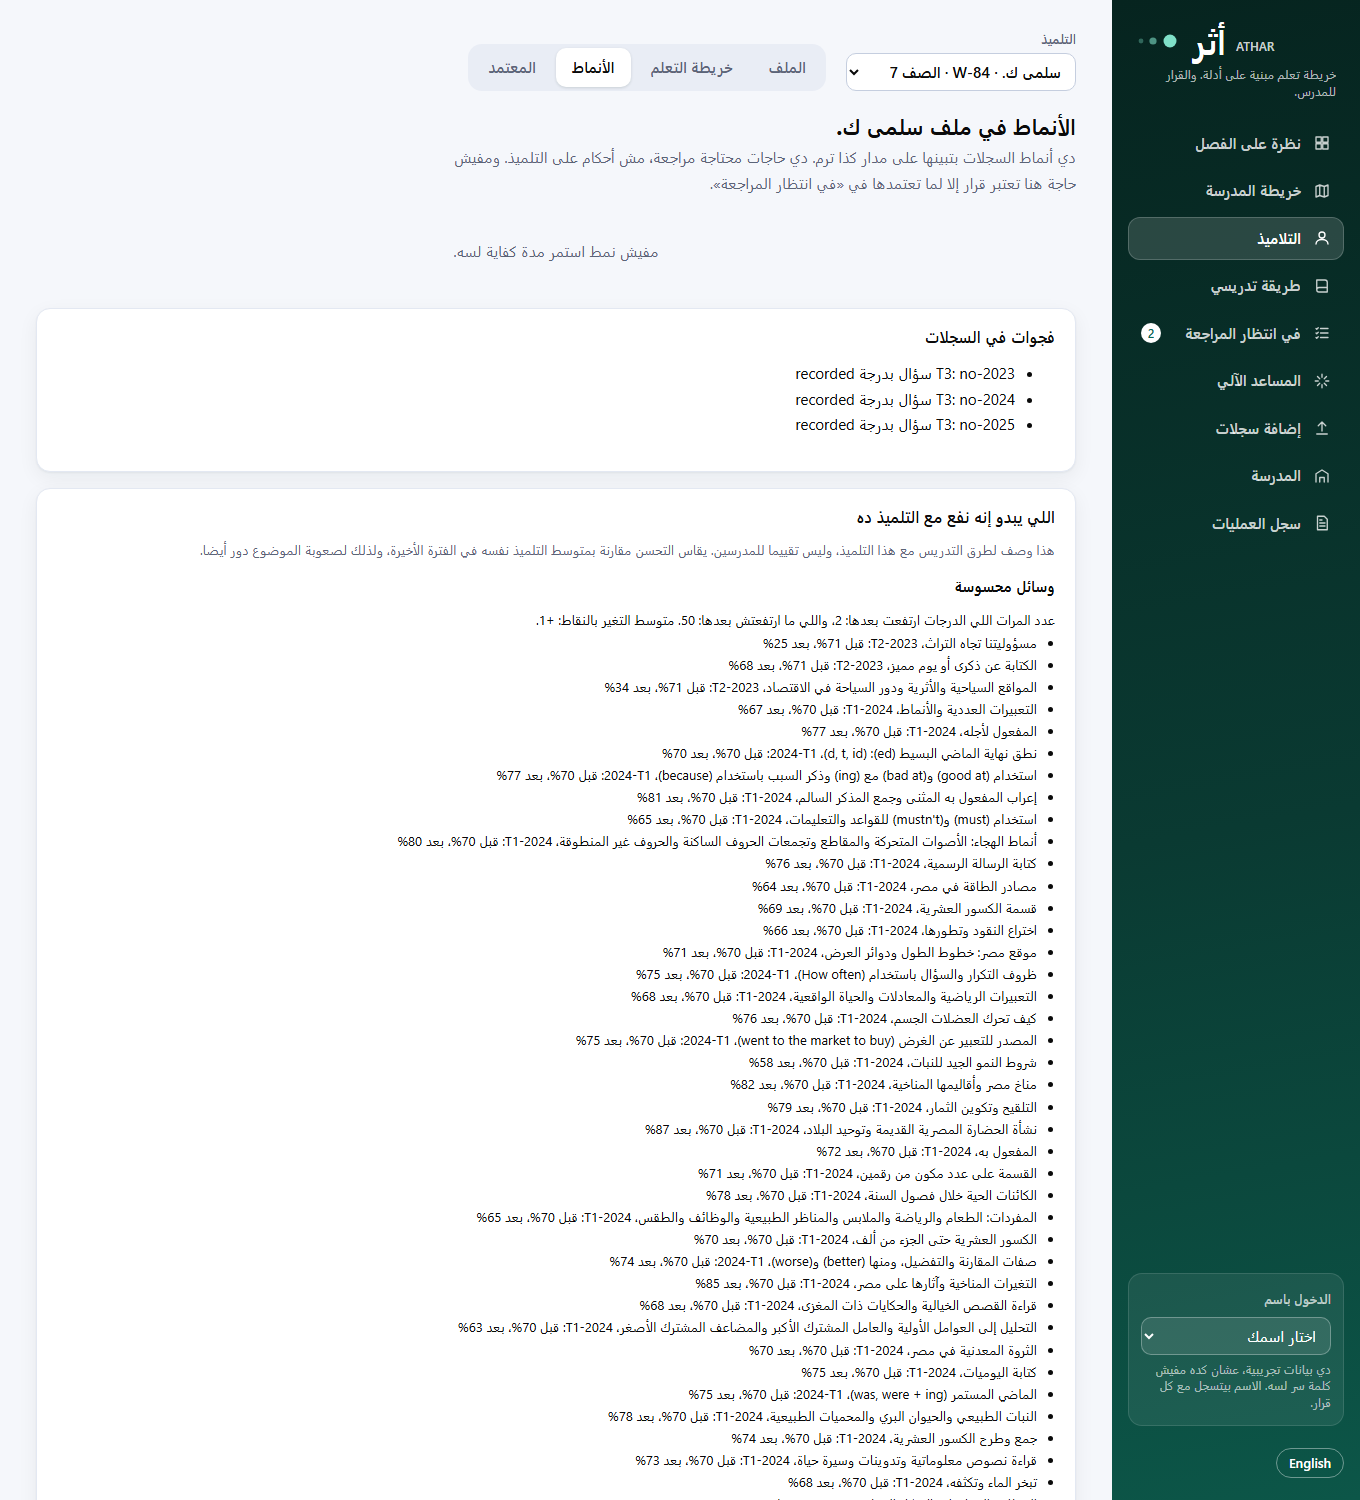 أثر ATHAR
خريطة تعلم مبنية على أدلة. والقرار
للمدرس.
نظرة على الفصل
خريطة المدرسة
التلاميذ
طريقة تدريسي
في انتظار المراجعة 2
المساعد الآلي
إضافة سجلات
المدرسة
سجل العمليات
الدخول باسم
اختار اسمك
دي بيانات تجريبية، عشان كده مفيش
كلمة سر لسه. الاسم بيتسجل مع كل
قرار.
English
التلميذ
سلمى ك. · W-84 · الصف 7
الملف
خريطة التعلم
الأنماط
المعتمد
الأنماط في ملف سلمى ك.
دي أنماط السجلات بتبينها على مدار كذا ترم. دي حاجات محتاجة مراجعة، مش أحكام على التلميذ. ومفيش
حاجة هنا تعتبر قرار إلا لما تعتمدها في «في انتظار المراجعة».
مفيش نمط استمر مدة كفاية لسه.
فجوات في السجلات
2023-T3: no سؤال بدرجة recorded
2024-T3: no سؤال بدرجة recorded
2025-T3: no سؤال بدرجة recorded
اللي يبدو إنه نفع مع التلميذ ده
هذا وصف لطرق التدريس مع هذا التلميذ، وليس تقييما للمدرسين. يقاس التحسن مقارنة بمتوسط التلميذ نفسه في الفترة الأخيرة، ولذلك لصعوبة الموضوع دور أيضا.
وسائل محسوسة
عدد المرات اللي الدرجات ارتفعت بعدها: 2، واللي ما ارتفعتش بعدها: 50. متوسط التغير بالنقاط: +1.
مسؤوليتنا تجاه التراث، 2023-T2: قبل 71%، بعد 25%
الكتابة عن ذكرى أو يوم مميز، 2023-T2: قبل 71%، بعد 68%
المواقع السياحية والأثرية ودور السياحة في الاقتصاد، 2023-T2: قبل 71%، بعد 34%
التعبيرات العددية والأنماط، 2024-T1: قبل 70%، بعد 67%
المفعول لأجله، 2024-T1: قبل 70%، بعد 77%
نطق نهاية الماضي البسيط (ed): (d, t, id)، 2024-T1: قبل 70%، بعد 70%
استخدام (good at) و(bad at) مع (ing) وذكر السبب باستخدام (because)، 2024-T1: قبل 70%، بعد 77%
إعراب المفعول به المثنى وجمع المذكر السالم، 2024-T1: قبل 70%، بعد 81%
استخدام (must) و(mustn't) للقواعد والتعليمات، 2024-T1: قبل 70%، بعد 65%
أنماط الهجاء: الأصوات المتحركة والمقاطع وتجمعات الحروف الساكنة والحروف غير المنطوقة، 2024-T1: قبل 70%، بعد 80%
كتابة الرسالة الرسمية، 2024-T1: قبل 70%، بعد 76%
مصادر الطاقة في مصر، 2024-T1: قبل 70%، بعد 64%
قسمة الكسور العشرية، 2024-T1: قبل 70%، بعد 69%
اختراع النقود وتطورها، 2024-T1: قبل 70%، بعد 66%
موقع مصر: خطوط الطول ودوائر العرض، 2024-T1: قبل 70%، بعد 71%
ظروف التكرار والسؤال باستخدام (How often)، 2024-T1: قبل 70%، بعد 75%
التعبيرات الرياضية والمعادلات والحياة الواقعية، 2024-T1: قبل 70%، بعد 68%
كيف تحرك العضلات الجسم، 2024-T1: قبل 70%، بعد 76%
المصدر للتعبير عن الغرض (went to the market to buy)، 2024-T1: قبل 70%، بعد 75%
شروط النمو الجيد للنبات، 2024-T1: قبل 70%، بعد 58%
مناخ مصر وأقاليمها المناخية، 2024-T1: قبل 70%، بعد 82%
التلقيح وتكوين الثمار، 2024-T1: قبل 70%، بعد 79%
نشأة الحضارة المصرية القديمة وتوحيد البلاد، 2024-T1: قبل 70%، بعد 87%
المفعول به، 2024-T1: قبل 70%، بعد 72%
القسمة على عدد مكون من رقمين، 2024-T1: قبل 70%، بعد 71%
الكائنات الحية خلال فصول السنة، 2024-T1: قبل 70%، بعد 78%
المفردات: الطعام والرياضة والملابس والمناظر الطبيعية والوظائف والطقس، 2024-T1: قبل 70%، بعد 65%
الكسور العشرية حتى الجزء من ألف، 2024-T1: قبل 70%، بعد 70%
صفات المقارنة والتفضيل، ومنها (better) و(worse)، 2024-T1: قبل 70%، بعد 74%
التغيرات المناخية وآثارها على مصر، 2024-T1: قبل 70%، بعد 85%
قراءة القصص الخيالية والحكايات ذات المغزى، 2024-T1: قبل 70%، بعد 68%
التحليل إلى العوامل الأولية والعامل المشترك الأكبر والمضاعف المشترك الأصغر، 2024-T1: قبل 70%، بعد 63%
الثروة المعدنية في مصر، 2024-T1: قبل 70%، بعد 70%
كتابة اليوميات، 2024-T1: قبل 70%، بعد 75%
الماضي المستمر (was, were + ing)، 2024-T1: قبل 70%، بعد 75%
النبات الطبيعي والحيوان البري والمحميات الطبيعية، 2024-T1: قبل 70%، بعد 78%
جمع وطرح الكسور العشرية، 2024-T1: قبل 70%، بعد 74%
قراءة نصوص معلوماتية وتدوينات وسيرة حياة، 2024-T1: قبل 70%، بعد 73%
تبخر الماء وتكثفه، 2024-T1: قبل 70%، بعد 68%